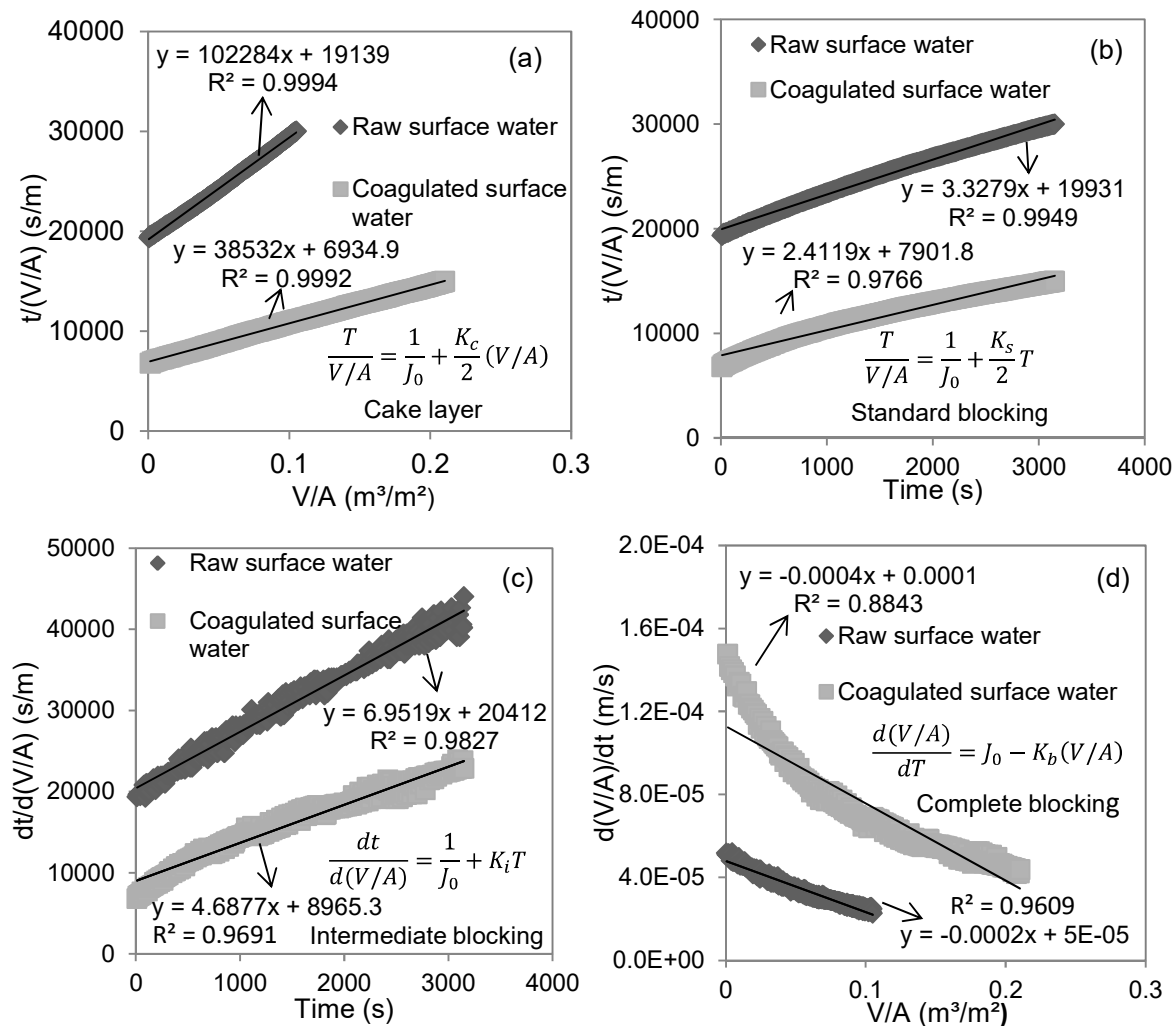 (a)
y = 102284x + 19139
R² = 0.9994
Raw surface water
Coagulated surface
water
y = 38532x + 6934.9
R² = 0.9992
T/(V/A) = 1/J₀ + K_c/2 (V/A)
Cake layer
t/(V/A) (s/m)
40000
30000
20000
10000
0
0 0.1 0.2 0.3
V/A (m³/m²)
(b)
Raw surface water
Coagulated surface water
y = 3.3279x + 19931
R² = 0.9949
y = 2.4119x + 7901.8
R² = 0.9766
T/(V/A) = 1/J₀ + K_s/2 T
Standard blocking
t/(V/A) (s/m)
40000
30000
20000
10000
0
0 1000 2000 3000 4000
Time (s)
(c)
Raw surface water
Coagulated surface
water
y = 6.9519x + 20412
R² = 0.9827
dt/d(V/A) = 1/J₀ + K_i T
y = 4.6877x + 8965.3
R² = 0.9691
Intermediate blocking
dt/d(V/A) (s/m)
50000
40000
30000
20000
10000
0
0 1000 2000 3000 4000
Time (s)
(d)
y = -0.0004x + 0.0001
R² = 0.8843
Raw surface water
Coagulated surface water
d(V/A)/dT = J₀ − K_b(V/A)
Complete blocking
R² = 0.9609
y = -0.0002x + 5E-05
d(V/A)/dt (m/s)
2.0E-04
1.6E-04
1.2E-04
8.0E-05
4.0E-05
0.0E+00
0 0.1 0.2 0.3
V/A (m³/m²)